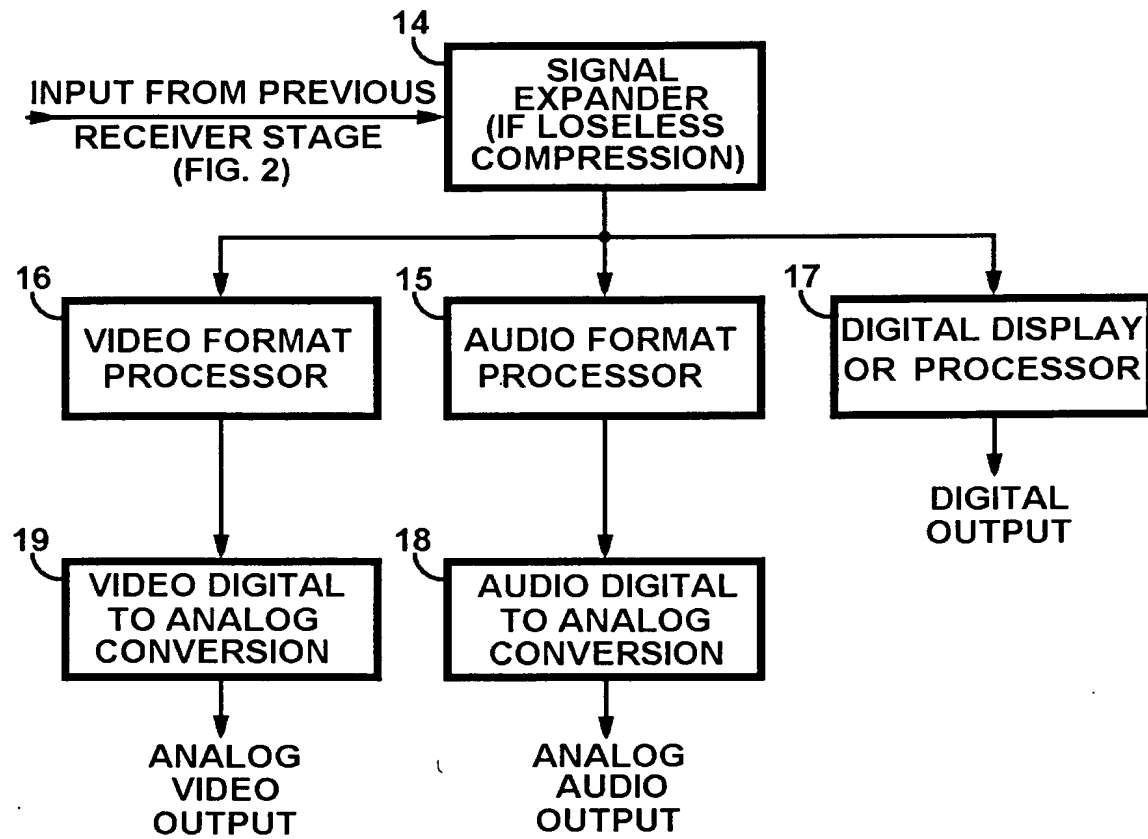 14
SIGNAL
EXPANDER
(IF LOSELESS
COMPRESSION)
INPUT FROM PREVIOUS
RECEIVER STAGE
(FIG. 2)
16
VIDEO FORMAT
PROCESSOR
15
AUDIO FORMAT
PROCESSOR
17
DIGITAL DISPLAY
OR PROCESSOR
DIGITAL
OUTPUT
19
VIDEO DIGITAL
TO ANALOG
CONVERSION
18
AUDIO DIGITAL
TO ANALOG
CONVERSION
ANALOG
VIDEO
OUTPUT
ANALOG
AUDIO
OUTPUT